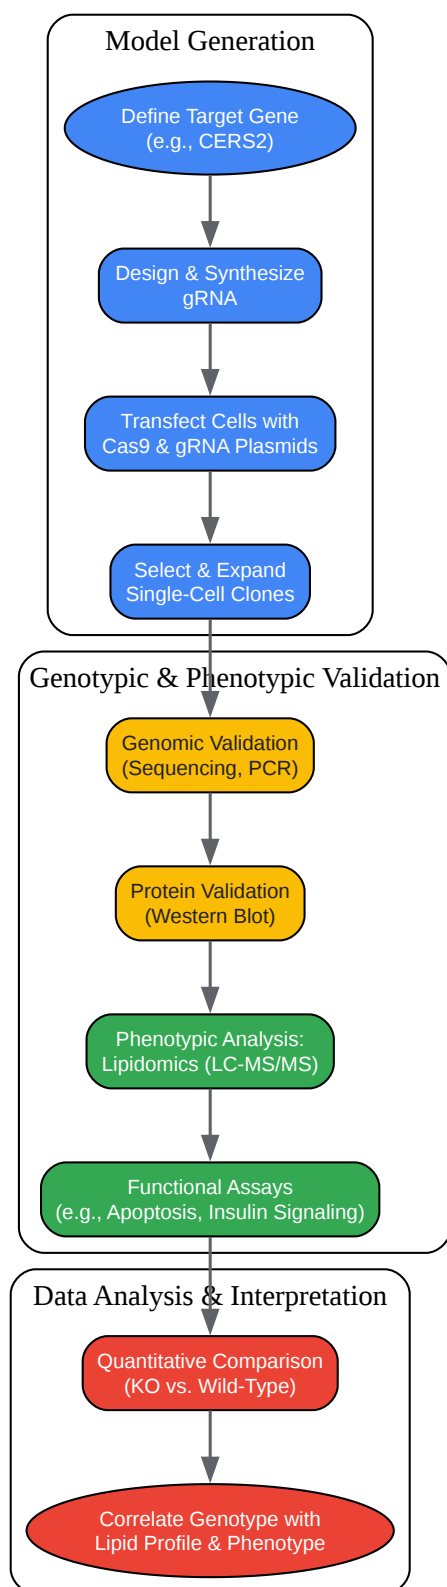 Model Generation
Define Target Gene
(e.g., CERS2)
Design & Synthesize
gRNA
Transfect Cells with
Cas9 & gRNA Plasmids
Select & Expand
Single-Cell Clones
Genotypic & Phenotypic Validation
Genomic Validation
(Sequencing, PCR)
Protein Validation
(Western Blot)
Phenotypic Analysis:
Lipidomics (LC-MS/MS)
Functional Assays
(e.g., Apoptosis, Insulin Signaling)
Data Analysis & Interpretation
Quantitative Comparison
(KO vs. Wild-Type)
Correlate Genotype with
Lipid Profile & Phenotype